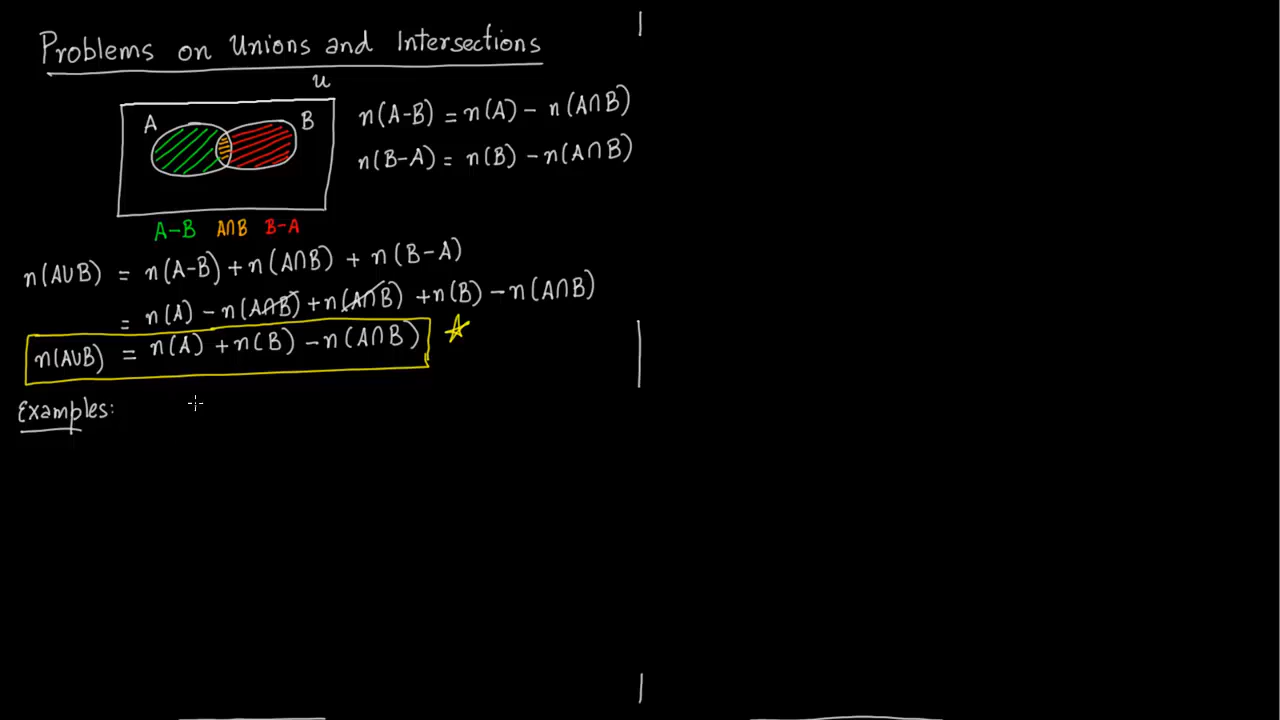 Problems on Unions and Intersections
u
A B
n(A-B) = n(A) - n(A∩B)
n(B-A) = n(B) - n(A∩B)
A-B A∩B B-A
n(A∪B) = n(A-B) + n(A∩B) + n(B-A)
= n(A) - n(A∩B) + n(A∩B) + n(B) - n(A∩B)
n(A∪B) = n(A) + n(B) - n(A∩B)
Examples: